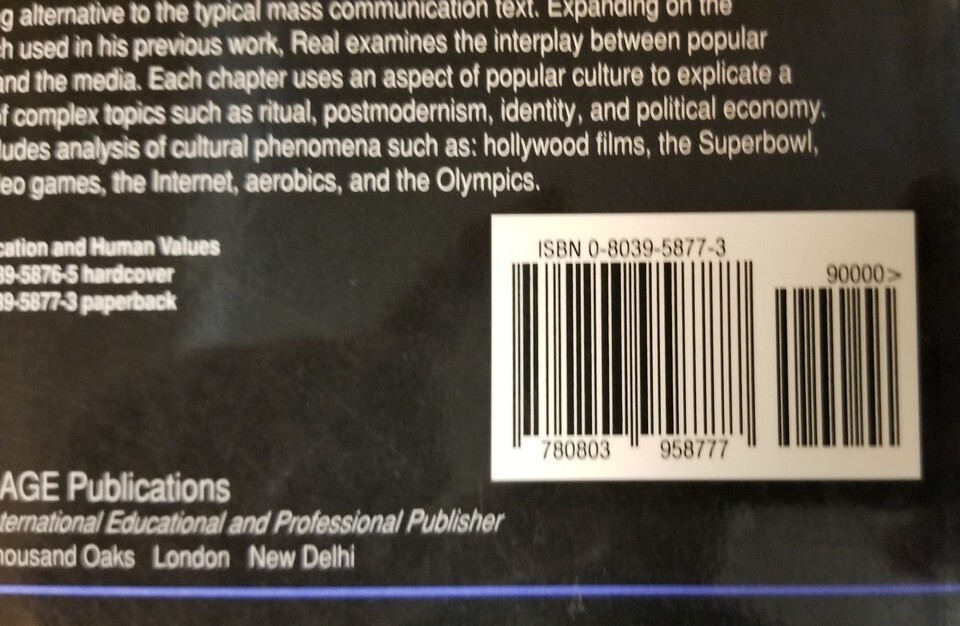 g alternative to the typical mass communication text. Expanding on the
h used in his previous work, Real examines the interplay between popular
and the media. Each chapter uses an aspect of popular culture to explicate a
f complex topics such as ritual, postmodernism, identity, and political economy.
ludes analysis of cultural phenomena such as: hollywood films, the Superbowl,
eo games, the Internet, aerobics, and the Olympics.
cation and Human Values
39-5876-5 hardcover
39-5877-3 paperback
ISBN 0-8039-5877-3
90000>
780803 958777
AGE Publications
ternational Educational and Professional Publisher
housand Oaks London New Delhi